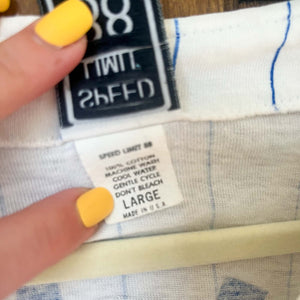 88
LIMIT
SPEED
SPEED LIMIT 88
100% COTTON
MACHINE WASH
COOL WATER
GENTLE CYCLE
DON'T BLEACH
LARGE
MADE IN U.S.A